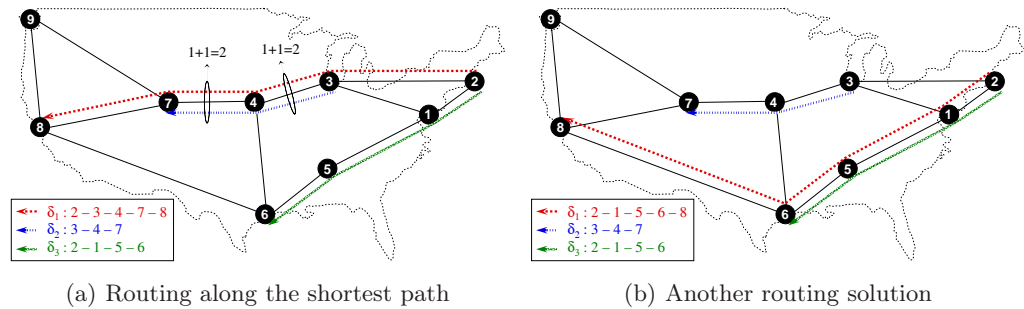 9
1+1=2
1+1=2
3
2
7
4
1
8
5
6
δ1 : 2 – 3 – 4 – 7 – 8
δ2 : 3 – 4 – 7
δ3 : 2 – 1 – 5 – 6
(a) Routing along the shortest path
9
3
2
7
4
1
8
5
6
δ1 : 2 – 1 – 5 – 6 – 8
δ2 : 3 – 4 – 7
δ3 : 2 – 1 – 5 – 6
(b) Another routing solution